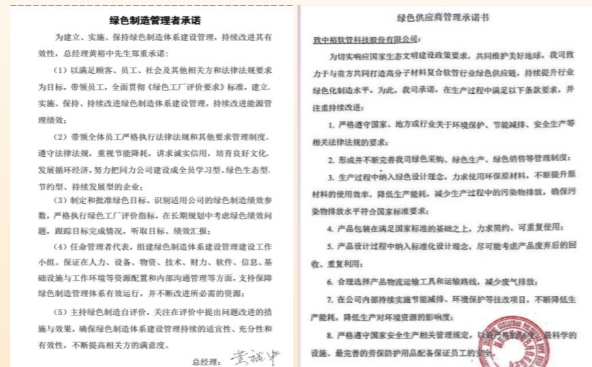 绿色制造管理者承诺
为建立、实施、保持绿色制造体系建设管理，持续改进其有
效性，总经理黄裕中先生郑重承诺：
（1）以满足顾客、员工、社会及其他相关方和法律法规要求
为目标，带领员工，全面贯彻《绿色工厂评价要求》标准，建立、
实施、保持、持续改进绿色制造体系建设管理，持续改进能源管
理绩效；
（2）带领全体员工严格执行法律法规和其他要求管理制度。
遵守法律法规，重视节能降耗，讲求诚实信用，培育良好文化。
发展循环经济，努力把同力公司建设成全员学习型、绿色生态型、
节约型、持续发展型的企业；
（3）制定和批准绿色目标，识别适用公司的绿色制造绩效参
数，严格执行绿色工厂评价指标，在长期规划中考虑绿色绩效问
题，跟踪目标完成情况，听取目标、绩效汇报；
（4）任命管理者代表，组建绿色制造体系建设管理建设工作
小组，保证在人力、设备、物资、技术、财力、软件、信息、基
础设施与工作环境等资源配置和内部沟通管理等方面，支持保障
绿色制造管理体系有效运行，并不断改进所必需的资源；
（5）主持绿色制造自评价，关注在评价中提出问题改进的措
施与效果，确保绿色制造体系建设管理持续的适宜性、充分性和
有效性，不断提高相关方的满意度。
总经理：
绿色供应商管理承诺书
致中裕软管科技股份有限公司：
为切实响应国家生态文明建设政策要求，共同维护美好地球，我司致
力于与贵方共同打造高分子材料复合软管行业绿色供应链，持续提升行业
绿色化制造水平，为此，我司承诺，在生产过程中满足以下条款要求，并
注重持续改进：
1. 严格遵守国家、地方或行业关于环境保护、节能减排、安全生产等
相关法律法规的要求；
2. 形成并不断完善我司绿色采购、绿色生产、绿色销售等管理制度；
3. 生产过程中纳入绿色设计理念，力求使用环保原材料，不断提升原
材料的使用效率，降低生产能耗，减少生产过程中的污染物排放，确保污
染物排放水平符合国家标准要求；
4. 产品包装在满足国家标准的基础之上，力求简约、可重复使用；
5. 产品设计过程中纳入标准化设计理念，尽可能考虑产品废弃后的回
收、重复利用；
6. 合理选择产品物流运输工具和运输路线，减少废气排放；
7. 在公司内部持续实施节能减排、环境保护等技改项目，不断降低生
产能耗，降低生产对环境资源的影响度；
8. 严格遵守国家安全生产相关管理规定，以最严格的 最科学的
设施、最完善的劳保防护用品配备保证员工的安全。